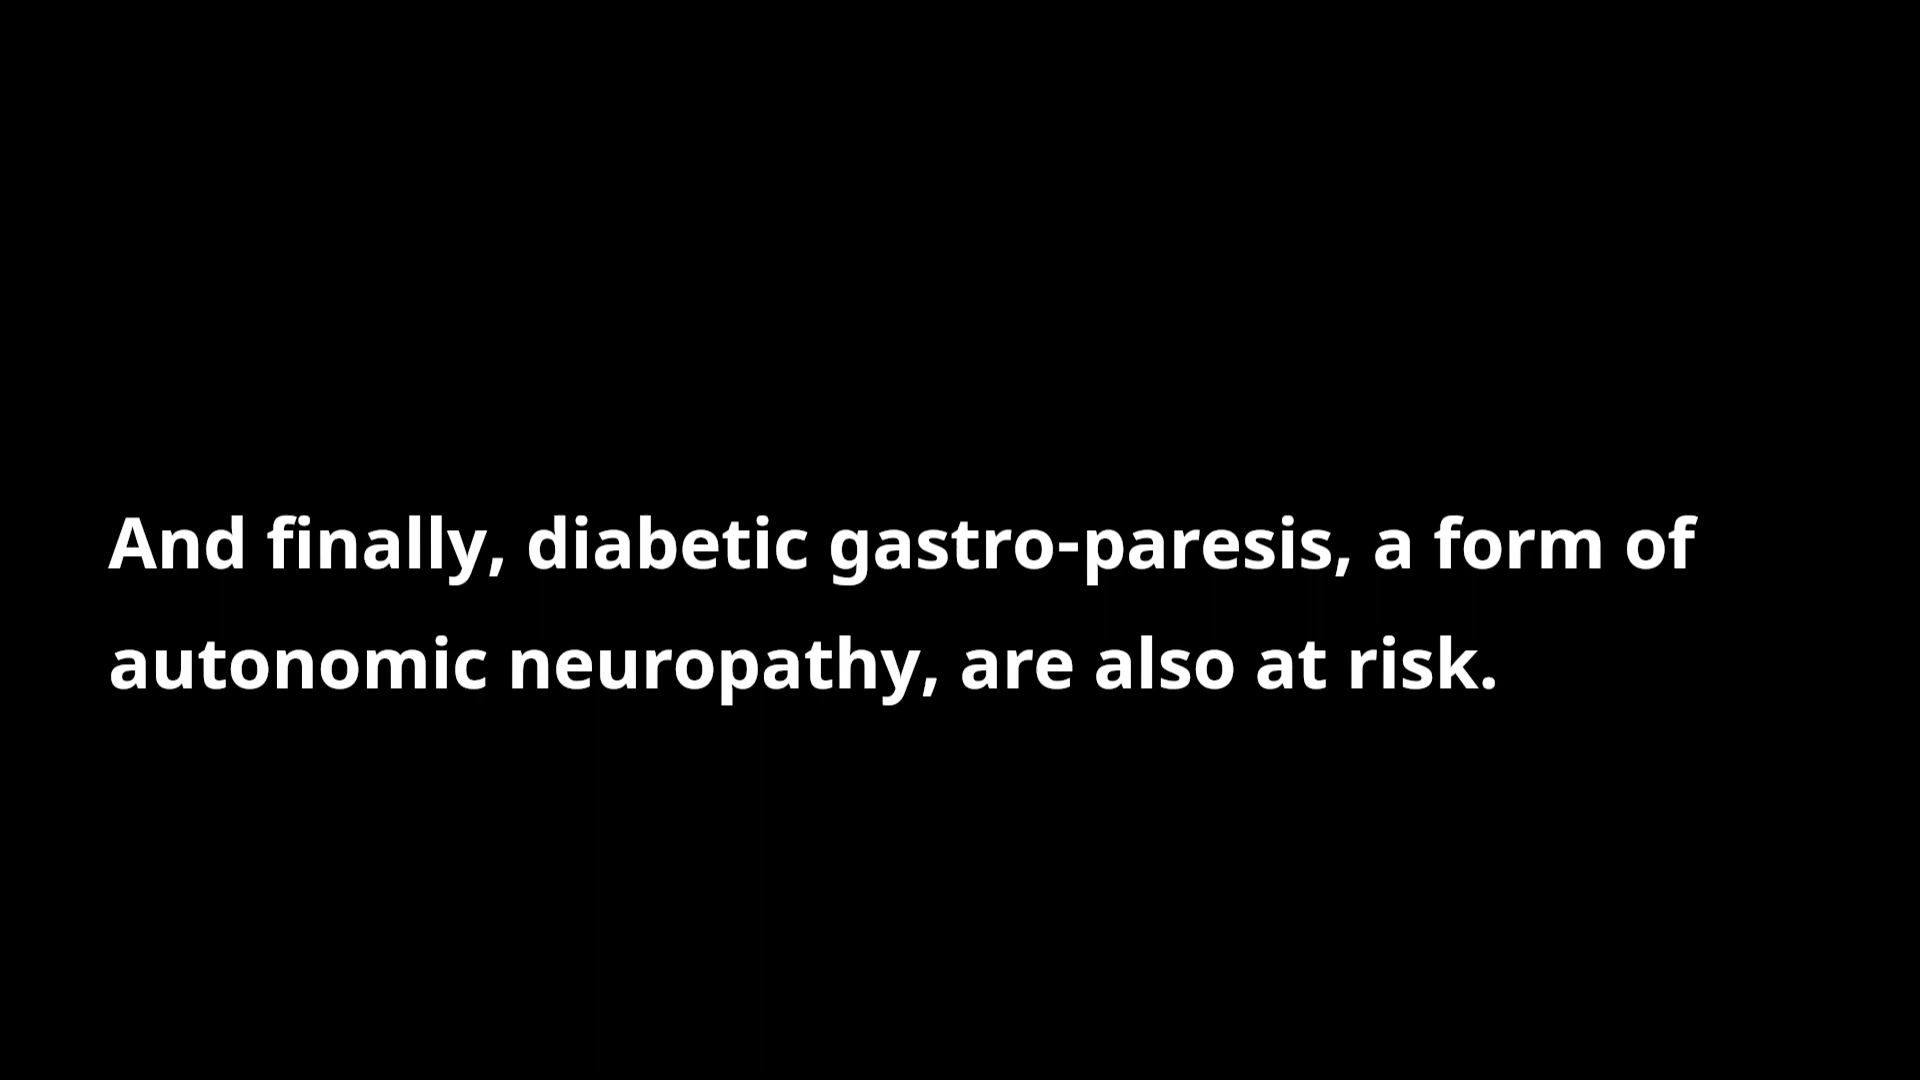 And finally, diabetic gastro-paresis, a form of
autonomic neuropathy, are also at risk.